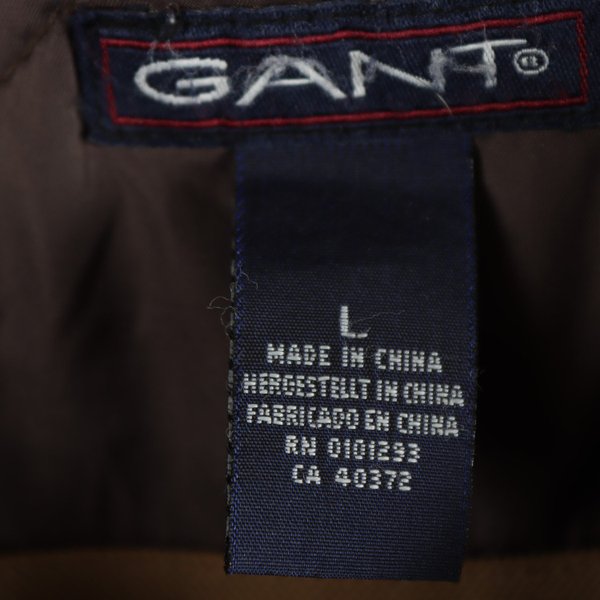 GANT®
L
MADE IN CHINA
HERGESTELLT IN CHINA
FABRICADO EN CHINA
RN 0101293
CA 40372